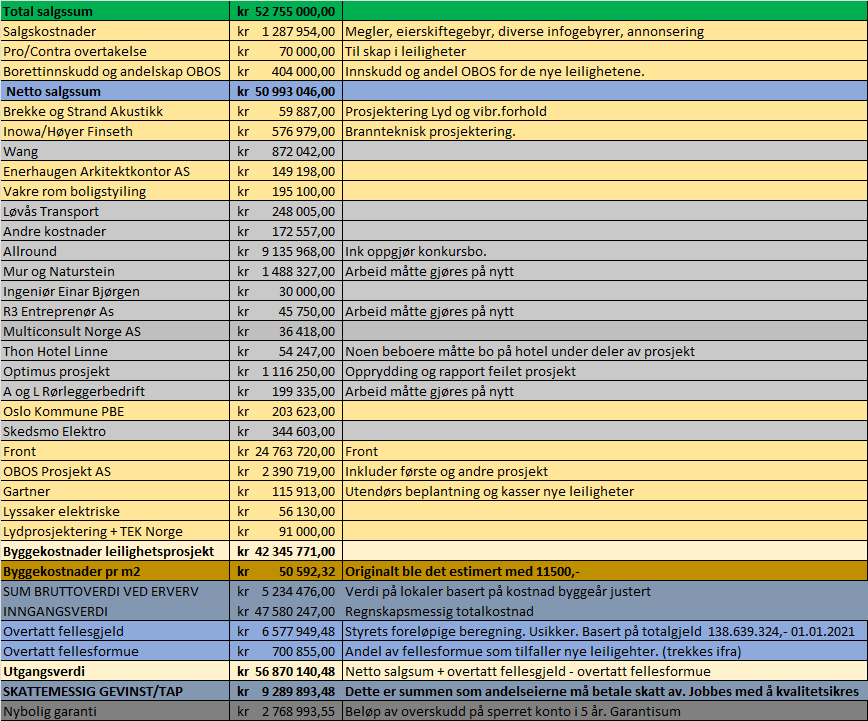 Total salgssum kr 52 755 000,00
Salgskostnader kr 1 287 954,00 Megler, eierskiftegebyr, diverse infogebyrer, annonsering
Pro/Contra overtakelse kr 70 000,00 Til skap i leiligheter
Borettinnskudd og andelskap OBOS kr 404 000,00 Innskudd og andel OBOS for de nye leilighetene.
Netto salgssum kr 50 993 046,00
Brekke og Strand Akustikk kr 59 887,00 Prosjektering Lyd og vibr.forhold
Inowa/Høyer Finseth kr 576 979,00 Brannteknisk prosjektering.
Wang kr 872 042,00
Enerhaugen Arkitektkontor AS kr 149 198,00
Vakre rom boligstyiling kr 195 100,00
Løvås Transport kr 248 005,00
Andre kostnader kr 172 557,00
Allround kr 9 135 968,00 Ink oppgjør konkursbo.
Mur og Naturstein kr 1 488 327,00 Arbeid måtte gjøres på nytt
Ingeniør Einar Bjørgen kr 30 000,00
R3 Entreprenør As kr 45 750,00 Arbeid måtte gjøres på nytt
Multiconsult Norge AS kr 36 418,00
Thon Hotel Linne kr 54 247,00 Noen beboere måtte bo på hotel under deler av prosjekt
Optimus prosjekt kr 1 116 250,00 Opprydding og rapport feilet prosjekt
A og L Rørleggerbedrift kr 199 335,00 Arbeid måtte gjøres på nytt
Oslo Kommune PBE kr 203 623,00
Skedsmo Elektro kr 344 603,00
Front kr 24 763 720,00 Front
OBOS Prosjekt AS kr 2 390 719,00 Inkluder første og andre prosjekt
Gartner kr 115 913,00 Utendørs beplantning og kasser nye leiligheter
Lyssaker elektriske kr 56 130,00
Lydprosjektering + TEK Norge kr 91 000,00
Byggekostnader leilighetsprosjekt kr 42 345 771,00
Byggekostnader pr m2 kr 50 592,32 Originalt ble det estimert med 11500,-
SUM BRUTTOVERDI VED ERVERV kr 5 234 476,00 Verdi på lokaler basert på kostnad byggeår justert
INNGANGSVERDI kr 47 580 247,00 Regnskapsmessig totalkostnad
Overtatt fellesgjeld kr 6 577 949,48 Styrets foreløpige beregning. Usikker. Basert på totalgjeld 138.639.324,- 01.01.2021
Overtatt fellesformue kr 700 855,00 Andel av fellesformue som tilfaller nye leiligehter. (trekkes ifra)
Utgangsverdi kr 56 870 140,48 Netto salgsum + overtatt fellesgjeld - overtatt fellesformue
SKATTEMESSIG GEVINST/TAP kr 9 289 893,48 Dette er summen som andelseierne må betale skatt av. Jobbes med å kvalitetsikres
Nybolig garanti kr 2 768 993,55 Beløp av overskudd på sperret konto i 5 år. Garantisum